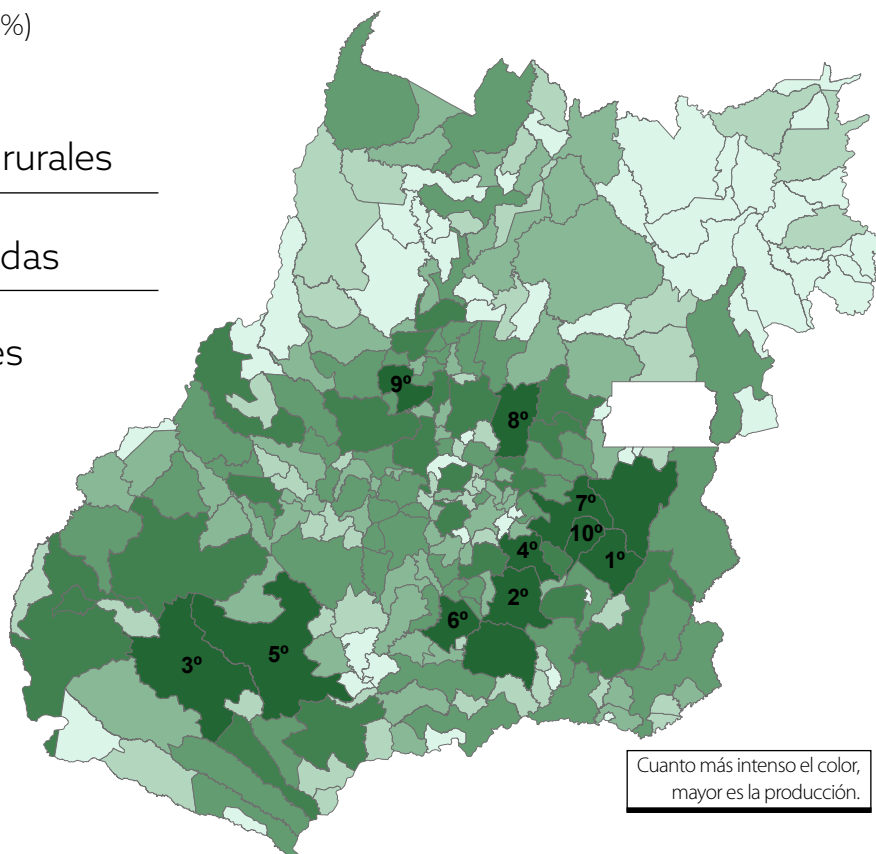 %)
rurales
das
es
9º
8º
7º
10º
4º
1º
2º
6º
5º
3º
Cuanto más intenso el color,
mayor es la producción.